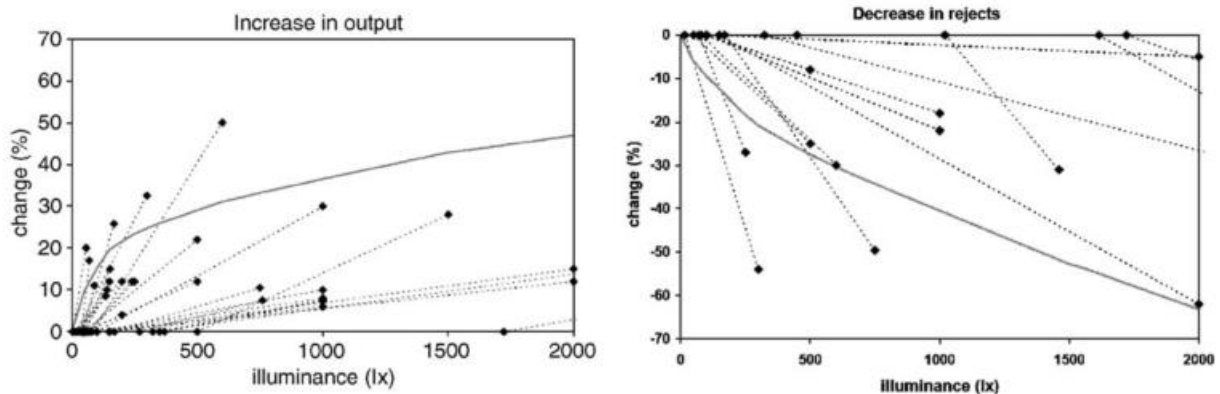 Increase in output
70
60
50
40
30
20
10
0
change (%)
0 500 1000 1500 2000
illuminance (lx)
Decrease in rejects
0
-10
-20
-30
-40
-50
-60
-70
change (%)
0 500 1000 1500 2000
illuminance (lx)